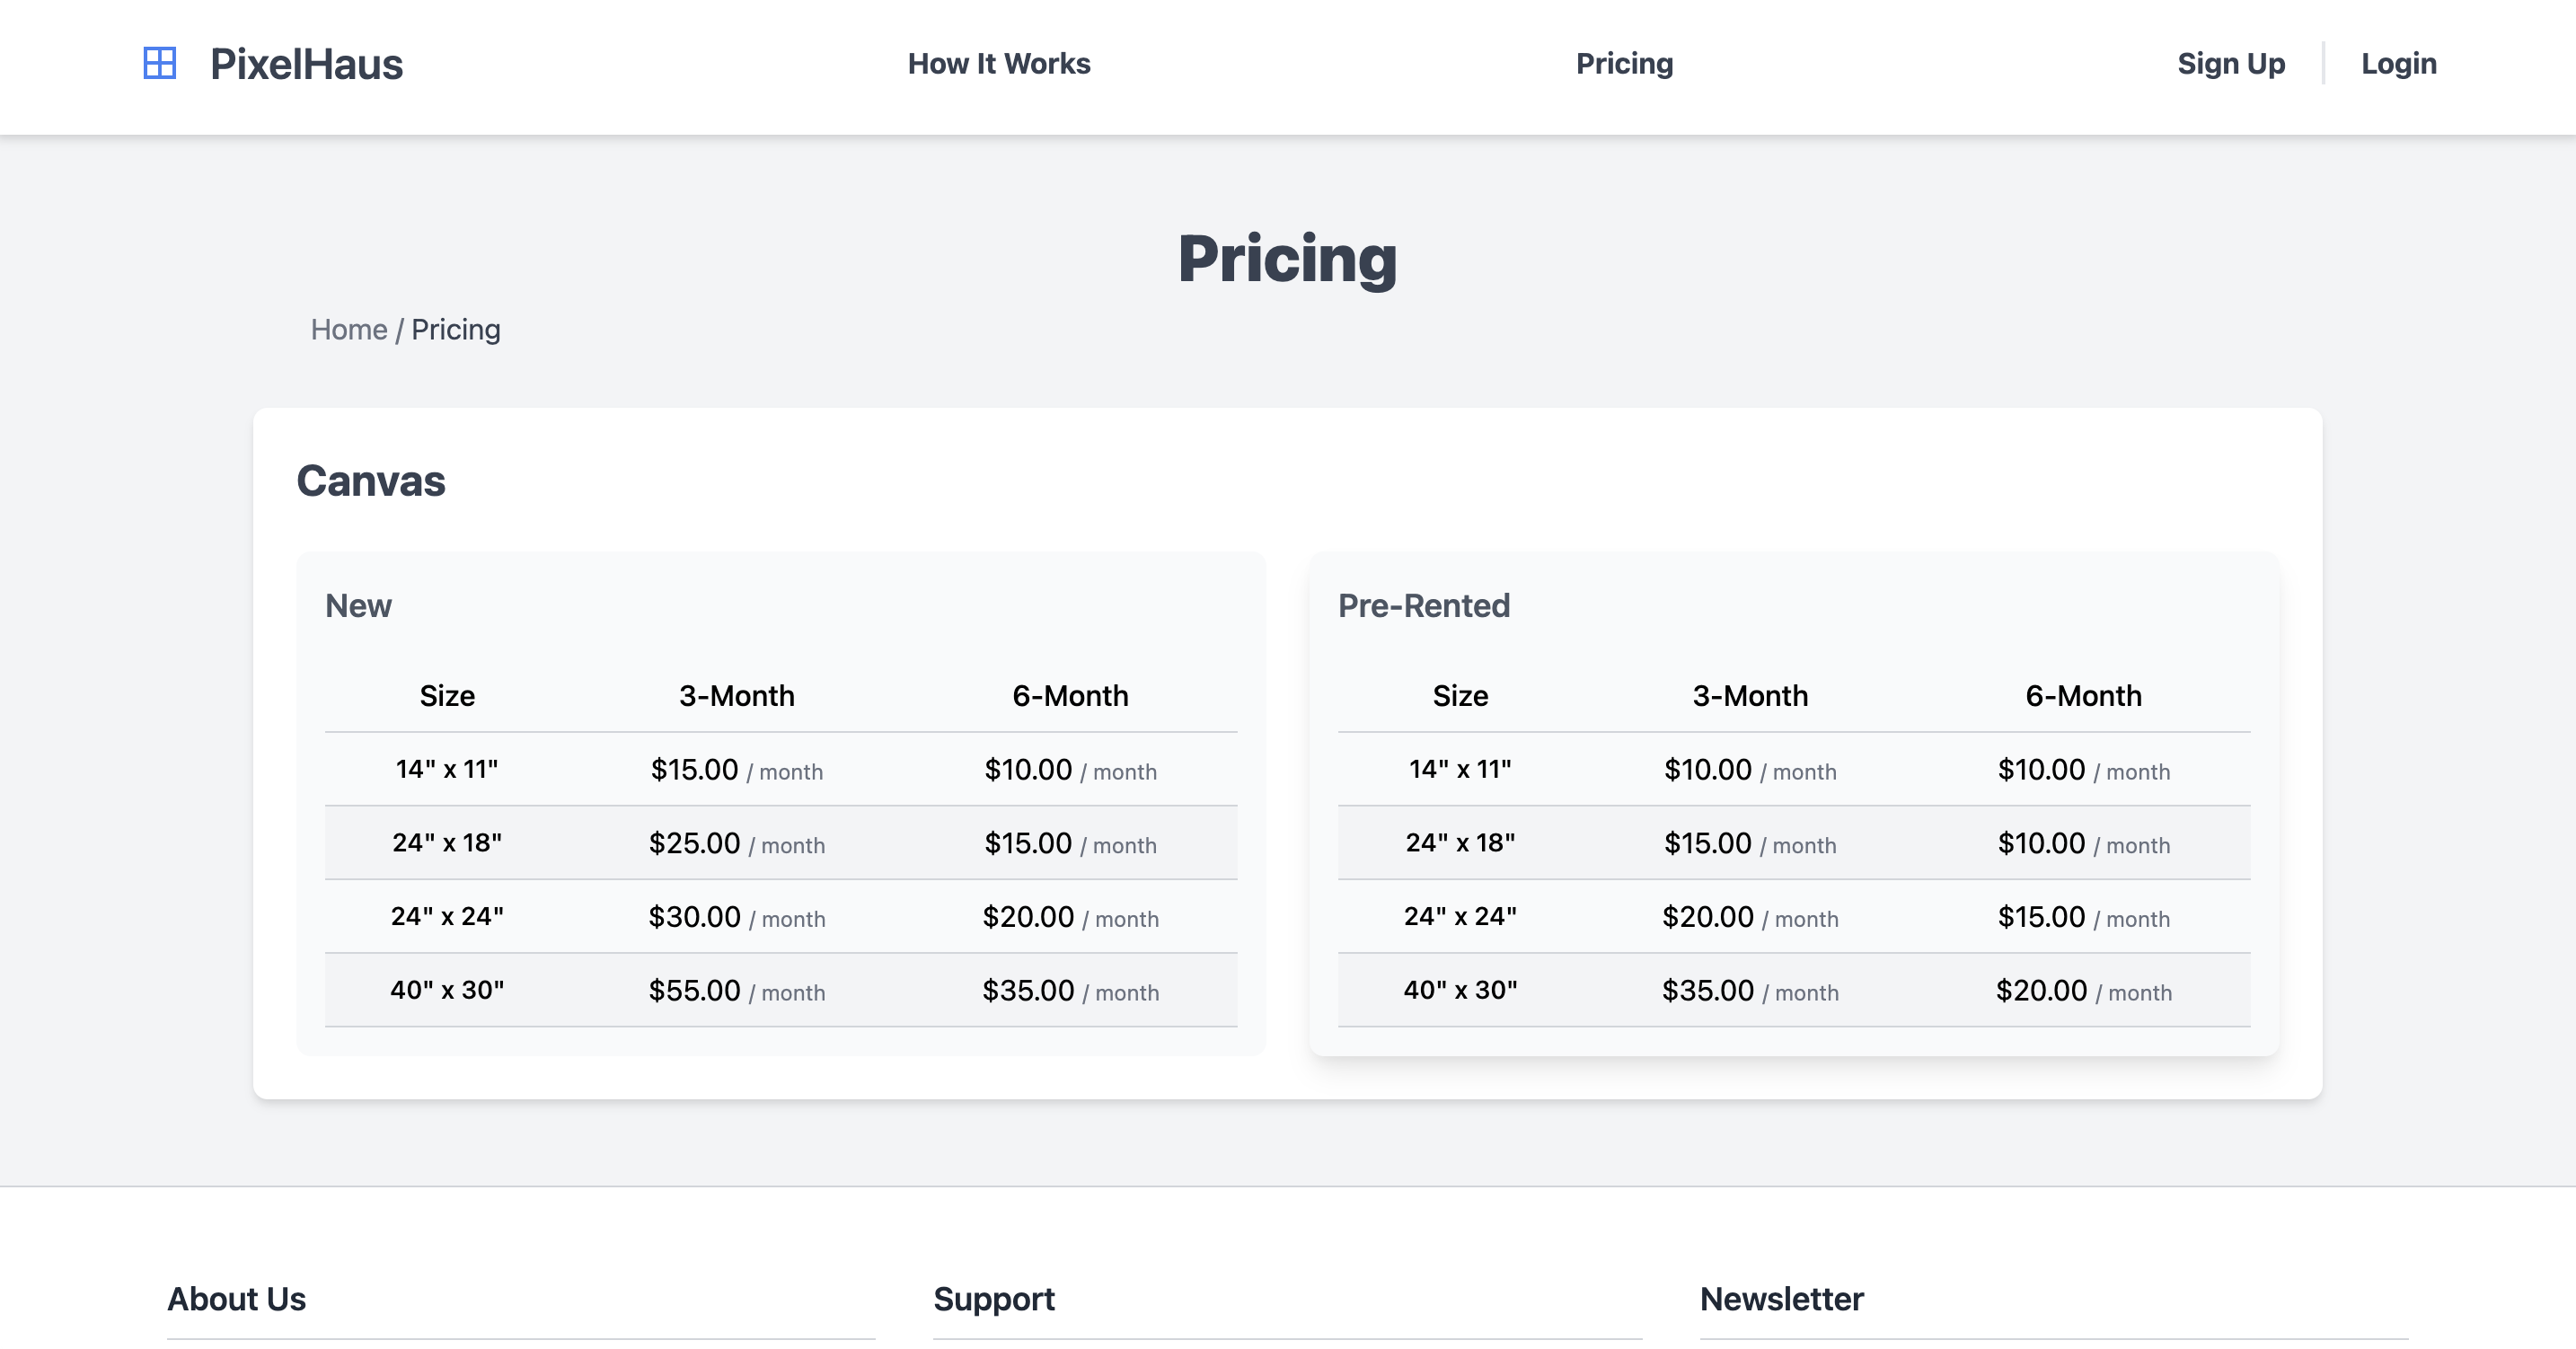 PixelHaus How It Works Pricing Sign Up Login
Pricing
Home / Pricing
Canvas
New
Size 3-Month 6-Month
14" x 11" $15.00 / month $10.00 / month
24" x 18" $25.00 / month $15.00 / month
24" x 24" $30.00 / month $20.00 / month
40" x 30" $55.00 / month $35.00 / month
Pre-Rented
Size 3-Month 6-Month
14" x 11" $10.00 / month $10.00 / month
24" x 18" $15.00 / month $10.00 / month
24" x 24" $20.00 / month $15.00 / month
40" x 30" $35.00 / month $20.00 / month
About Us Support Newsletter